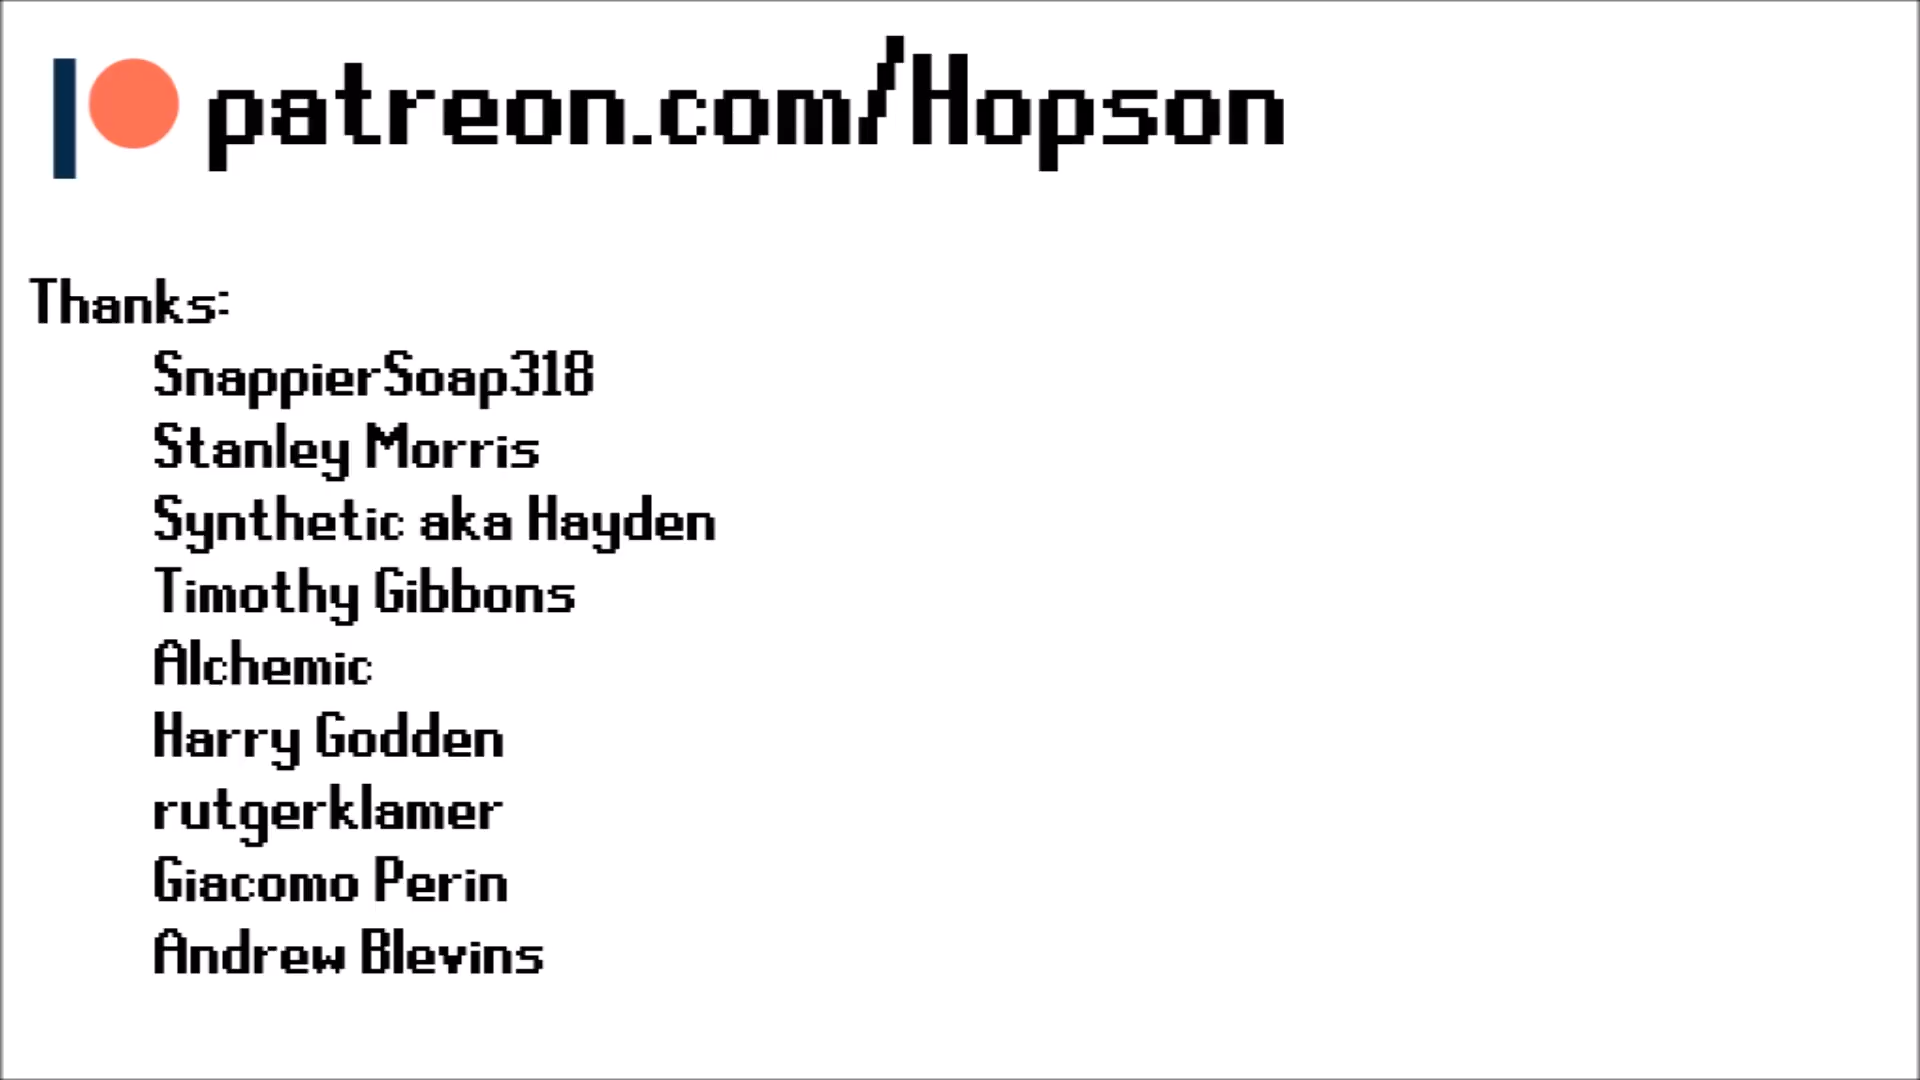 patreon.com/Hopson
Thanks:
SnappierSoap318
Stanley Morris
Synthetic aka Hayden
Timothy Gibbons
Alchemic
Harry Godden
rutgerklamer
Giacomo Perin
Andrew Blevins